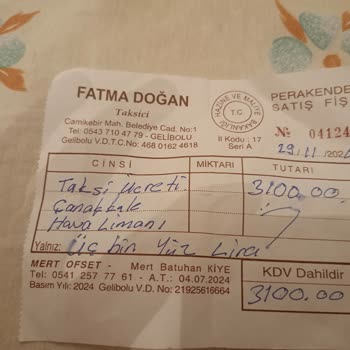 FATMA DOĞAN
Taksici
Camikebir Mah. Belediye Cad. No:1
Tel: 0543 710 47 79 - GELİBOLU
Gelibolu V.D.T.C.No: 468 0162 4618
HAZİNE VE MALİYE BAKANLIĞI
T.C.
II Kodu : 17
Seri A
PERAKENDE
SATIŞ FİŞ
№ 04124
29/11/202
CİNSİ MİKTARI TUTARI
Taksi Ücreti 3100.00
Çanakkale
Hava Limanı
Yalnız: Üç bin Yüz Lira
MERT OFSET - Mert Batuhan KİYE
Tel: 0541 257 77 61 - A.T.: 04.07.2024
Basım Yılı: 2024 Gelibolu V.D. No: 21925616664
KDV Dahildir
3100.00